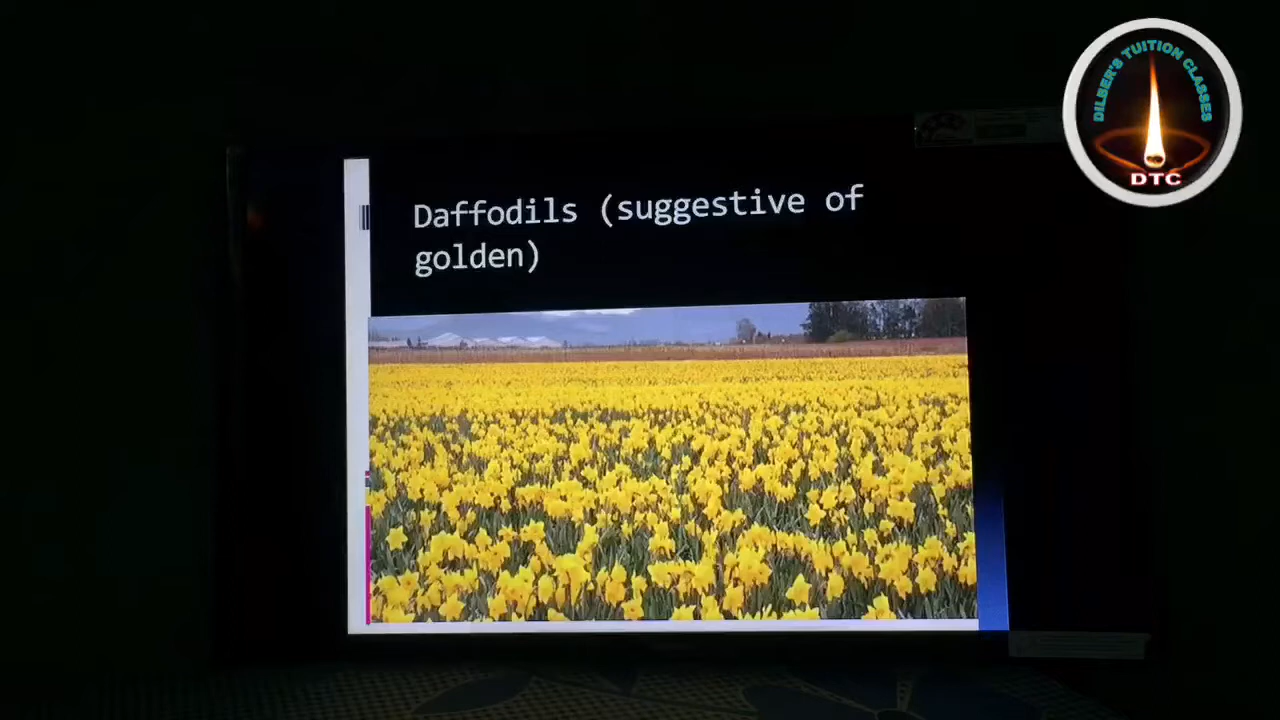 DILBER'S TUITION CLASSES
DTC
Daffodils (suggestive of
golden)